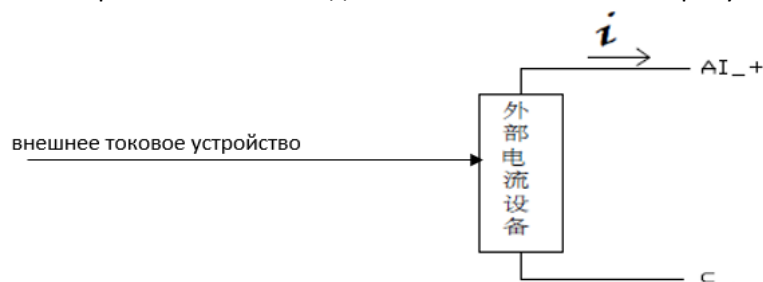 i
AI_+
внешнее токовое устройство
外
部
电
流
设
备